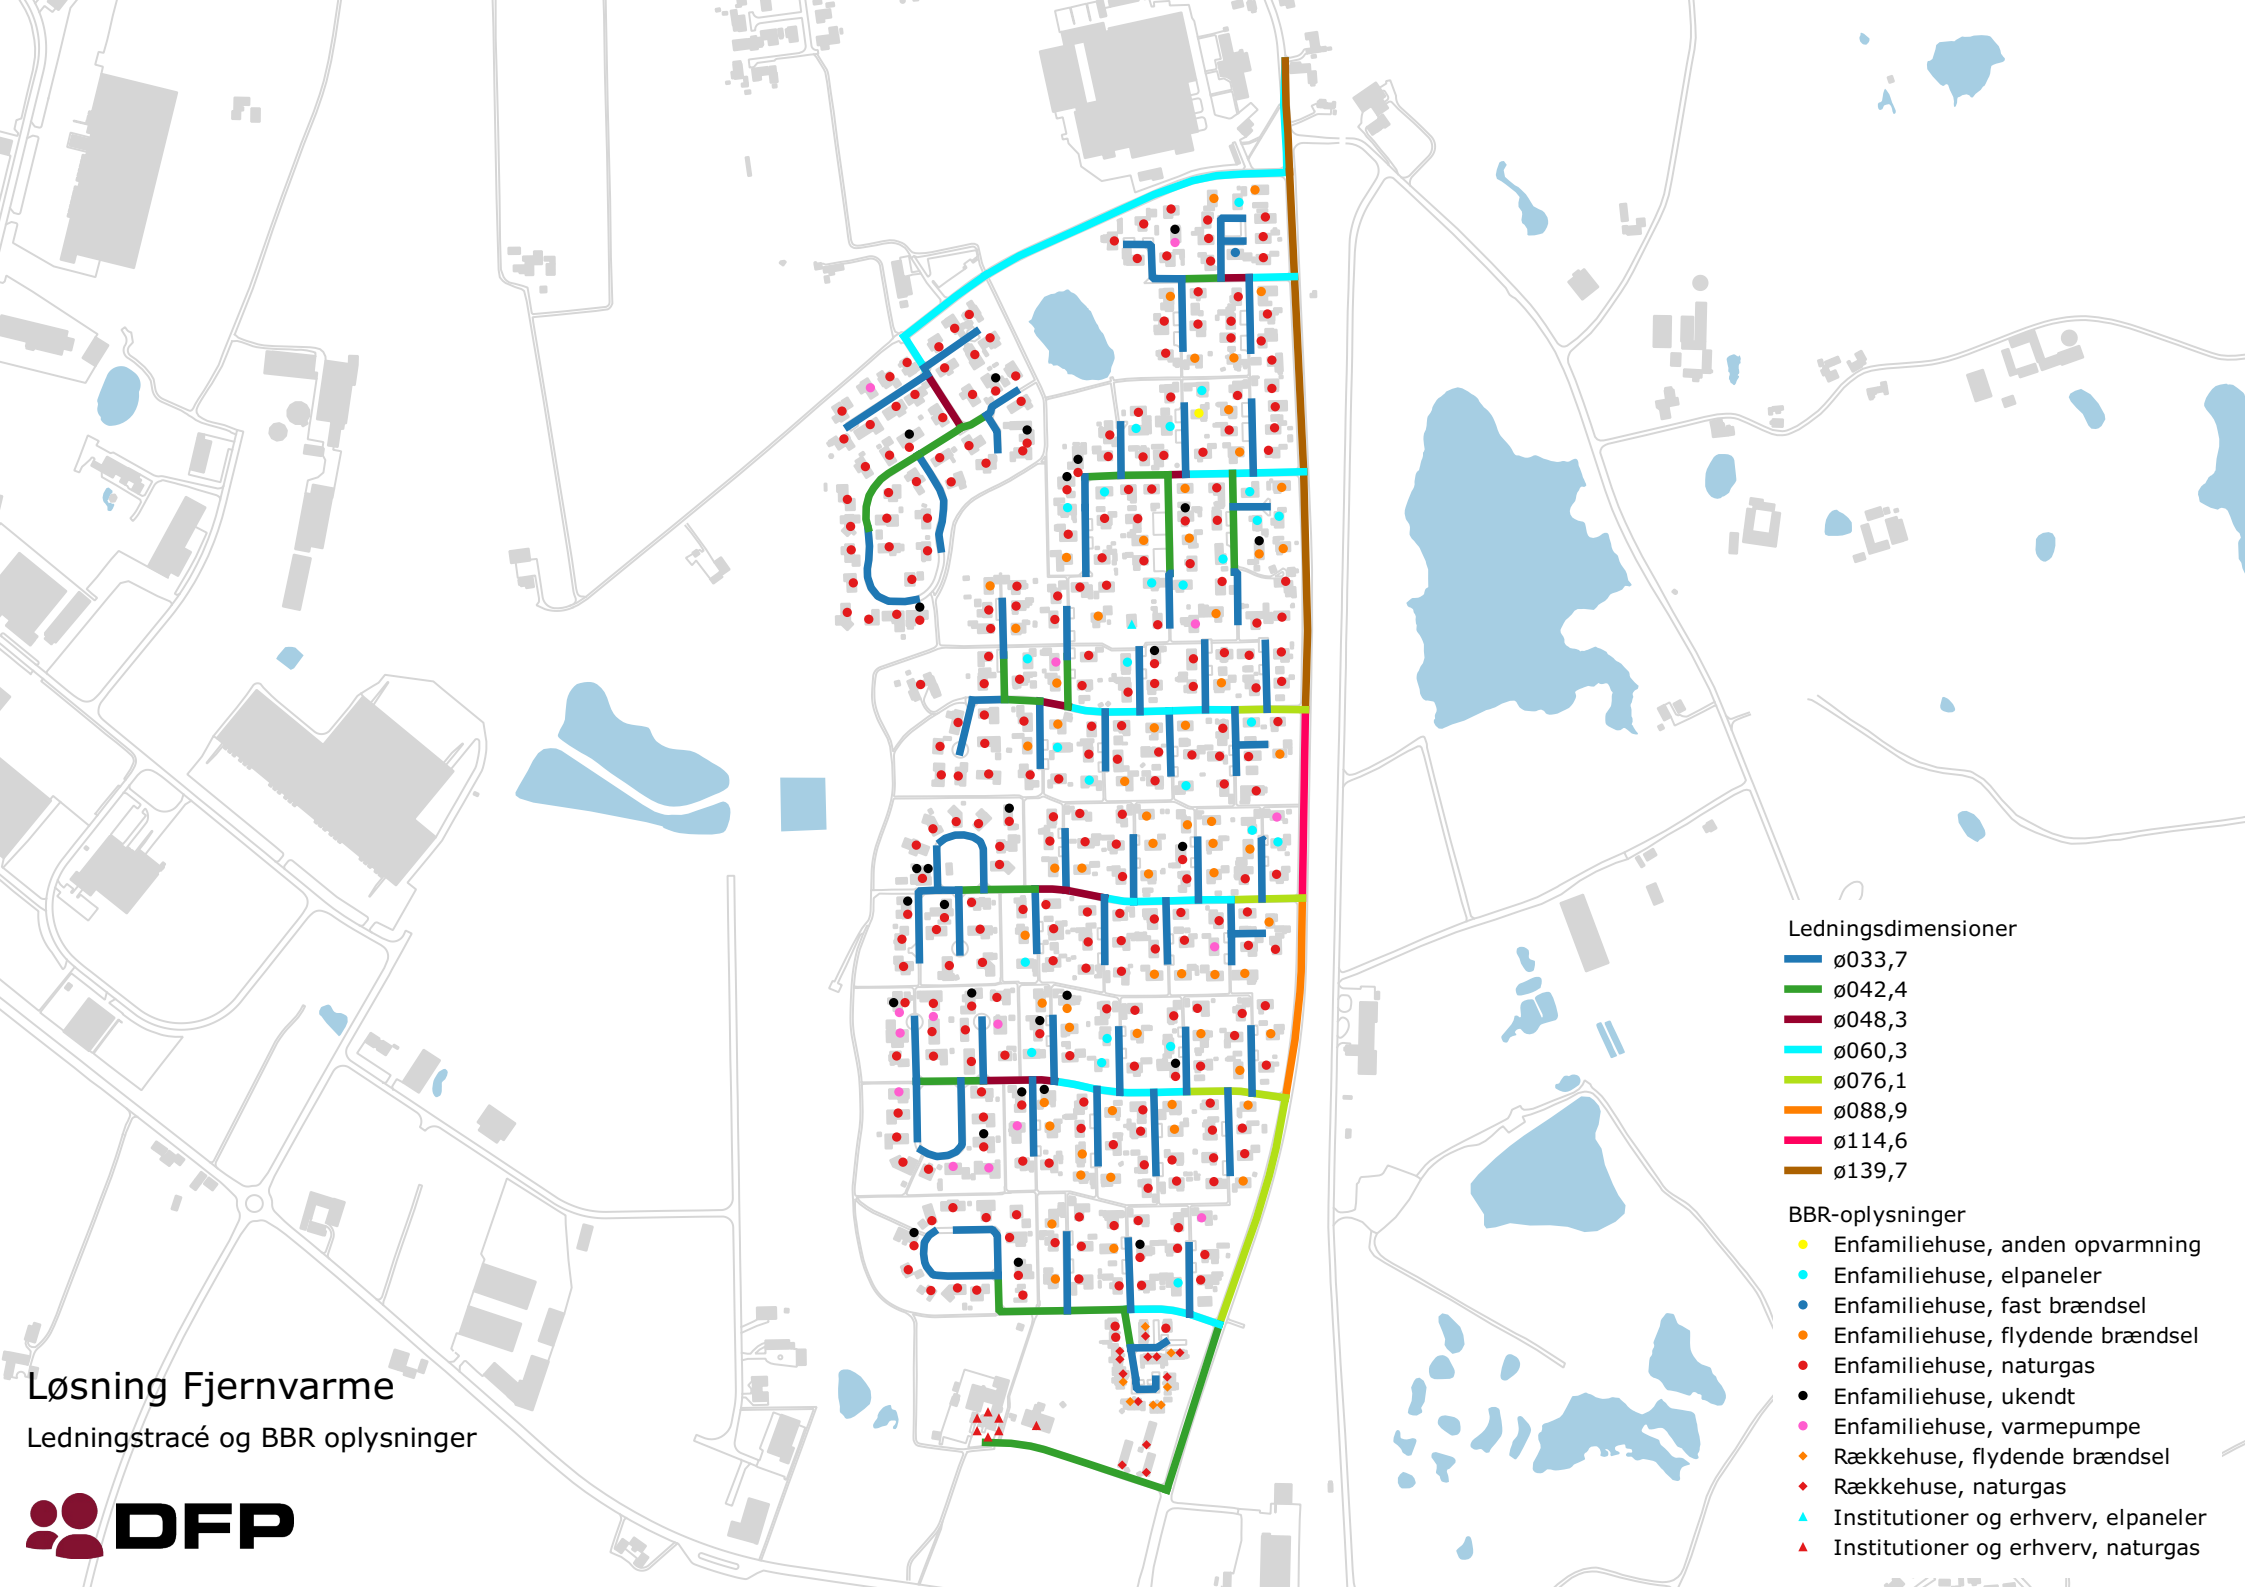 Ledningsdimensioner
ø033,7
ø042,4
ø048,3
ø060,3
ø076,1
ø088,9
ø114,6
ø139,7
BBR-oplysninger
Enfamiliehuse, anden opvarmning
Enfamiliehuse, elpaneler
Enfamiliehuse, fast brændsel
Enfamiliehuse, flydende brændsel
Enfamiliehuse, naturgas
Enfamiliehuse, ukendt
Enfamiliehuse, varmepumpe
Rækkehuse, flydende brændsel
Rækkehuse, naturgas
Institutioner og erhverv, elpaneler
Institutioner og erhverv, naturgas
Løsning Fjernvarme
Ledningstracé og BBR oplysninger
DFP